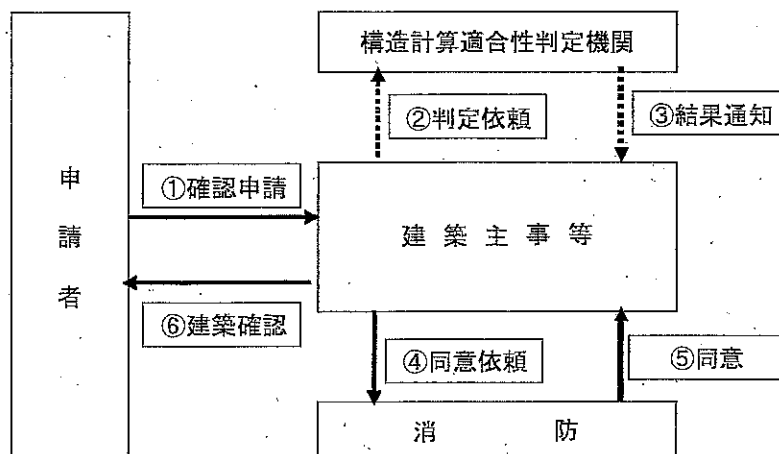 構造計算適合性判定機関
②判定依頼
③結果通知
申請者
①確認申請
建築主事等
⑥建築確認
④同意依頼
⑤同意
消防